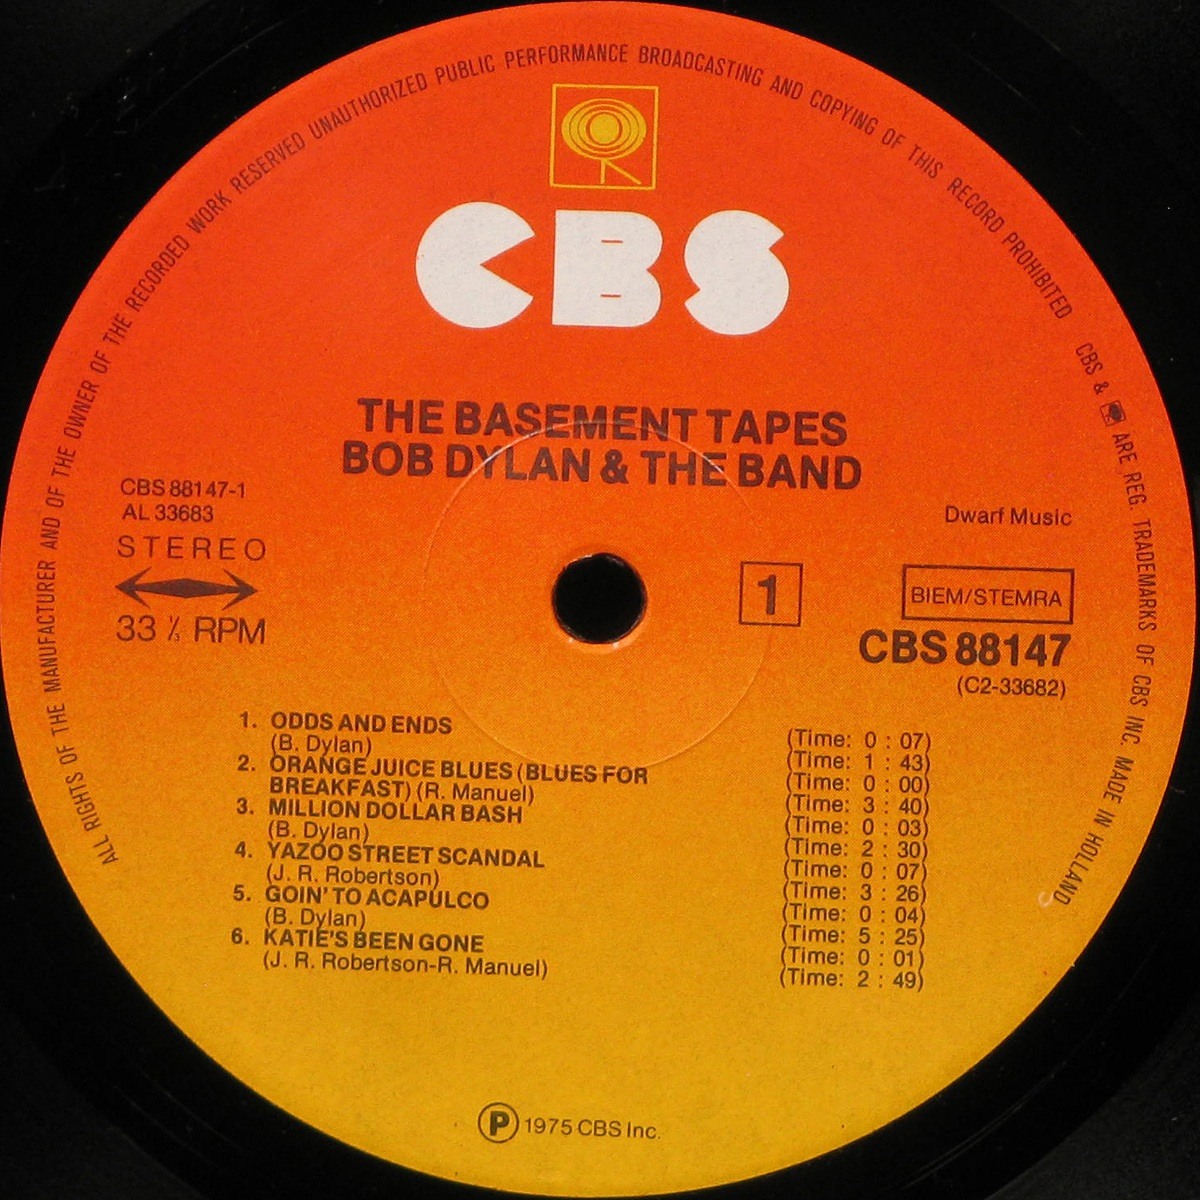 ALL RIGHTS OF THE MANUFACTURER AND OF THE OWNER OF THE RECORDED WORK RESERVED UNAUTHORIZED PUBLIC PERFORMANCE BROADCASTING AND COPYING OF THIS RECORD PROHIBITED CBS & ARE REG. TRADEMARKS OF CBS INC. MADE IN HOLLAND
CBS
THE BASEMENT TAPES
BOB DYLAN & THE BAND
CBS 88147-1
AL 33683
STEREO
33 ⅓ RPM
1
Dwarf Music
BIEM/STEMRA
CBS 88147
(C2-33682)
1. ODDS AND ENDS (Time: 0 : 07)
(B. Dylan) (Time: 1 : 43)
2. ORANGE JUICE BLUES (BLUES FOR (Time: 0 : 00)
BREAKFAST) (R. Manuel) (Time: 3 : 40)
3. MILLION DOLLAR BASH (Time: 0 : 03)
(B. Dylan) (Time: 2 : 30)
4. YAZOO STREET SCANDAL (Time: 0 : 07)
(J. R. Robertson) (Time: 3 : 26)
5. GOIN' TO ACAPULCO (Time: 0 : 04)
(B. Dylan) (Time: 5 : 25)
6. KATIE'S BEEN GONE (Time: 0 : 01)
(J. R. Robertson-R. Manuel) (Time: 2 : 49)
Ⓟ 1975 CBS Inc.